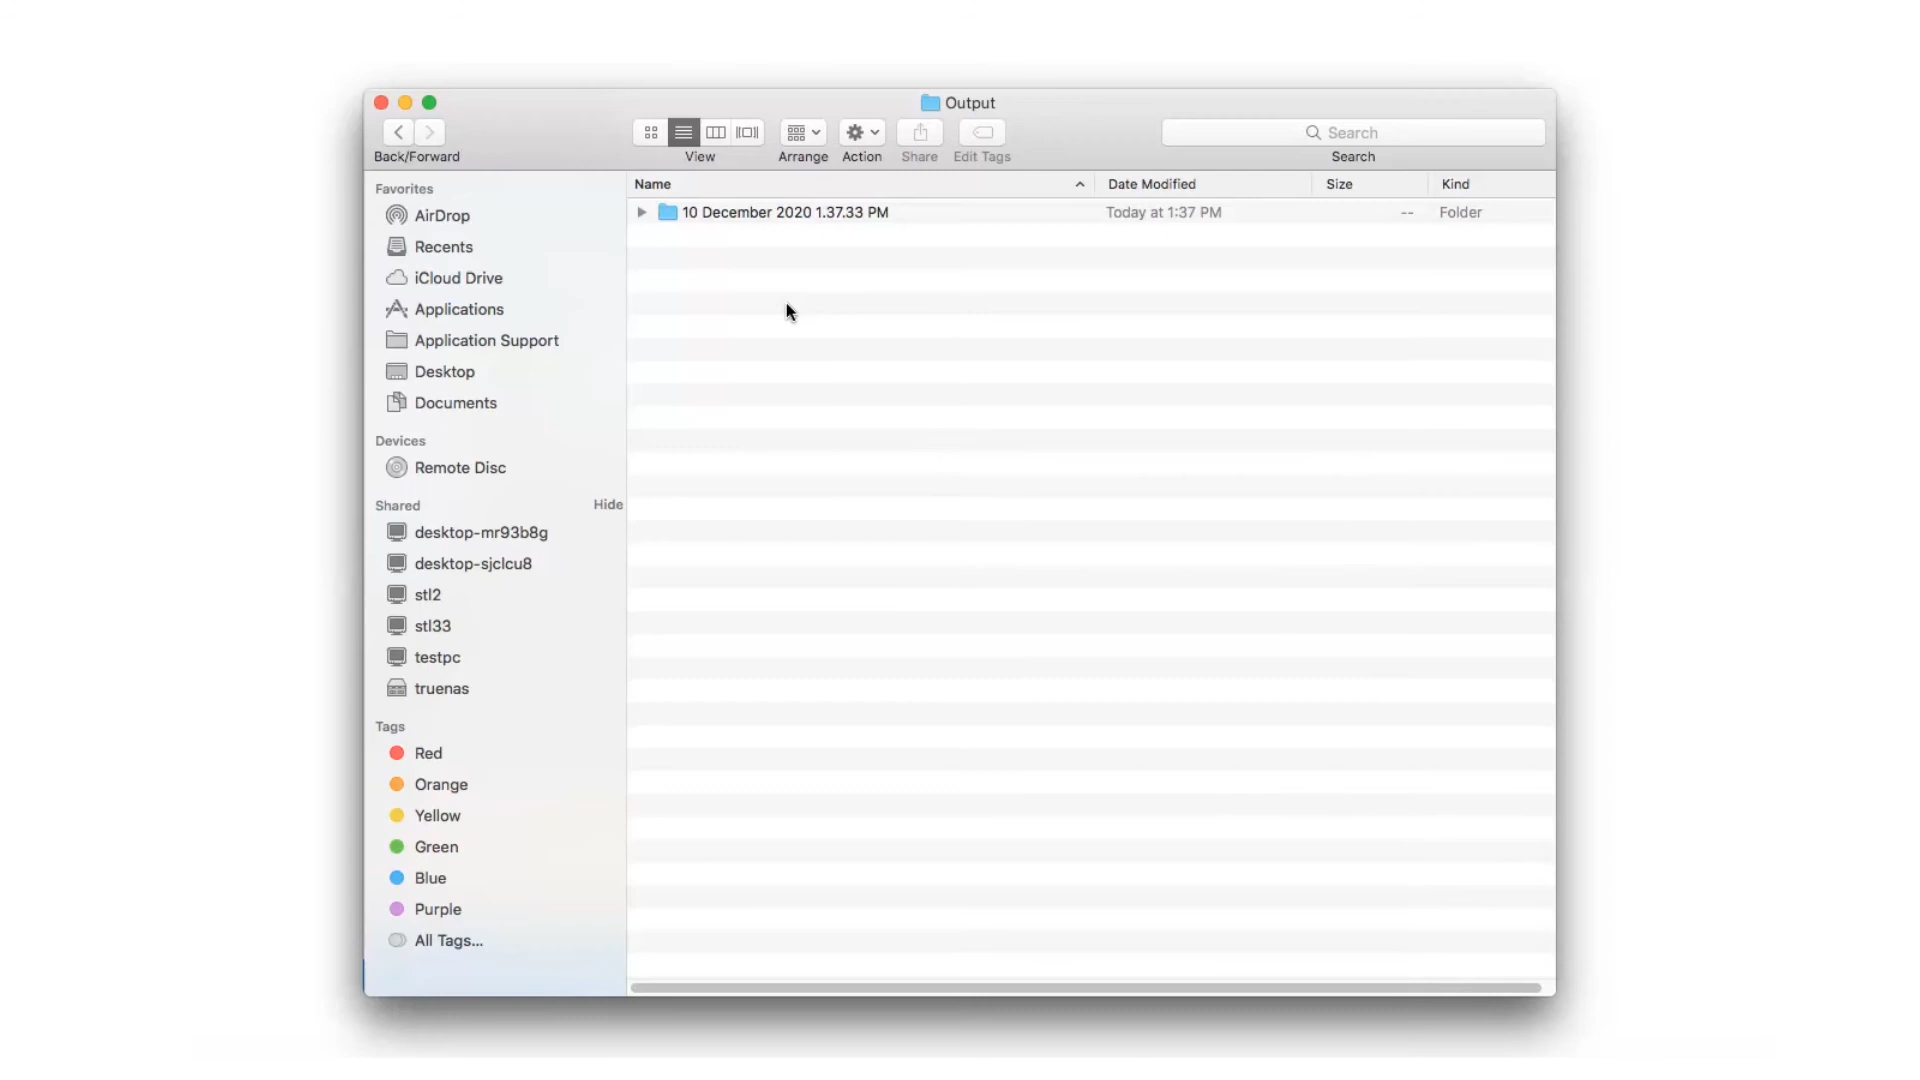 Output
Back/Forward
View
Arrange
Action
Share
Edit Tags
Search
Search
Favorites
AirDrop
Recents
iCloud Drive
Applications
Application Support
Desktop
Documents
Devices
Remote Disc
Shared Hide
desktop-mr93b8g
desktop-sjclcu8
stl2
stl33
testpc
truenas
Tags
Red
Orange
Yellow
Green
Blue
Purple
All Tags...
Name Date Modified Size Kind
10 December 2020 1.37.33 PM Today at 1:37 PM -- Folder